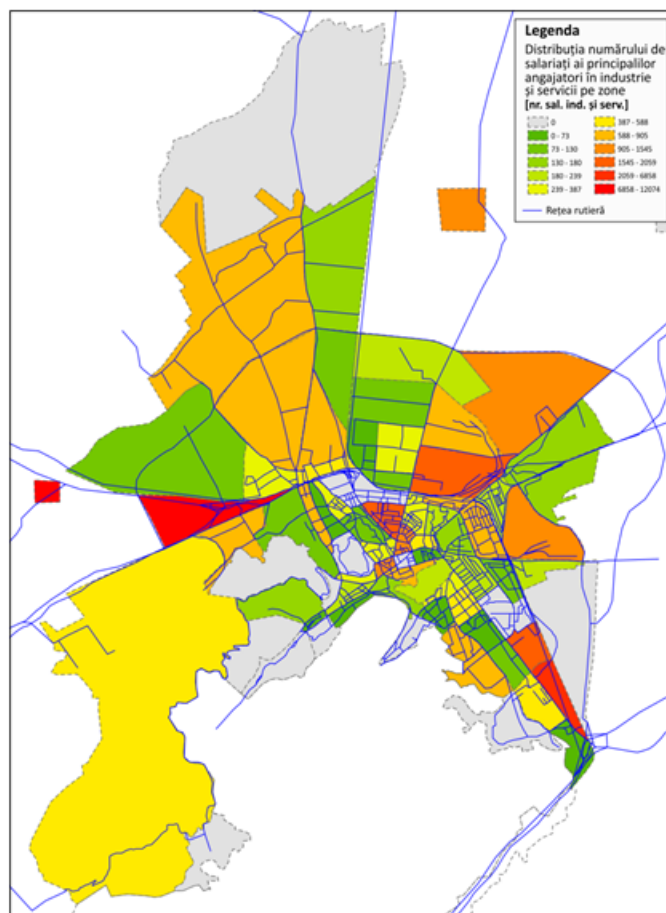 Legenda
Distribuția numărului de
salariați ai principalilor
angajatori în industrie
și servicii pe zone
[nr. sal. ind. și serv.]
0
0 - 73
73 - 130
130 - 180
180 - 239
239 - 387
387 - 588
588 - 905
905 - 1545
1545 - 2059
2059 - 6858
6858 - 12074
Rețea rutieră